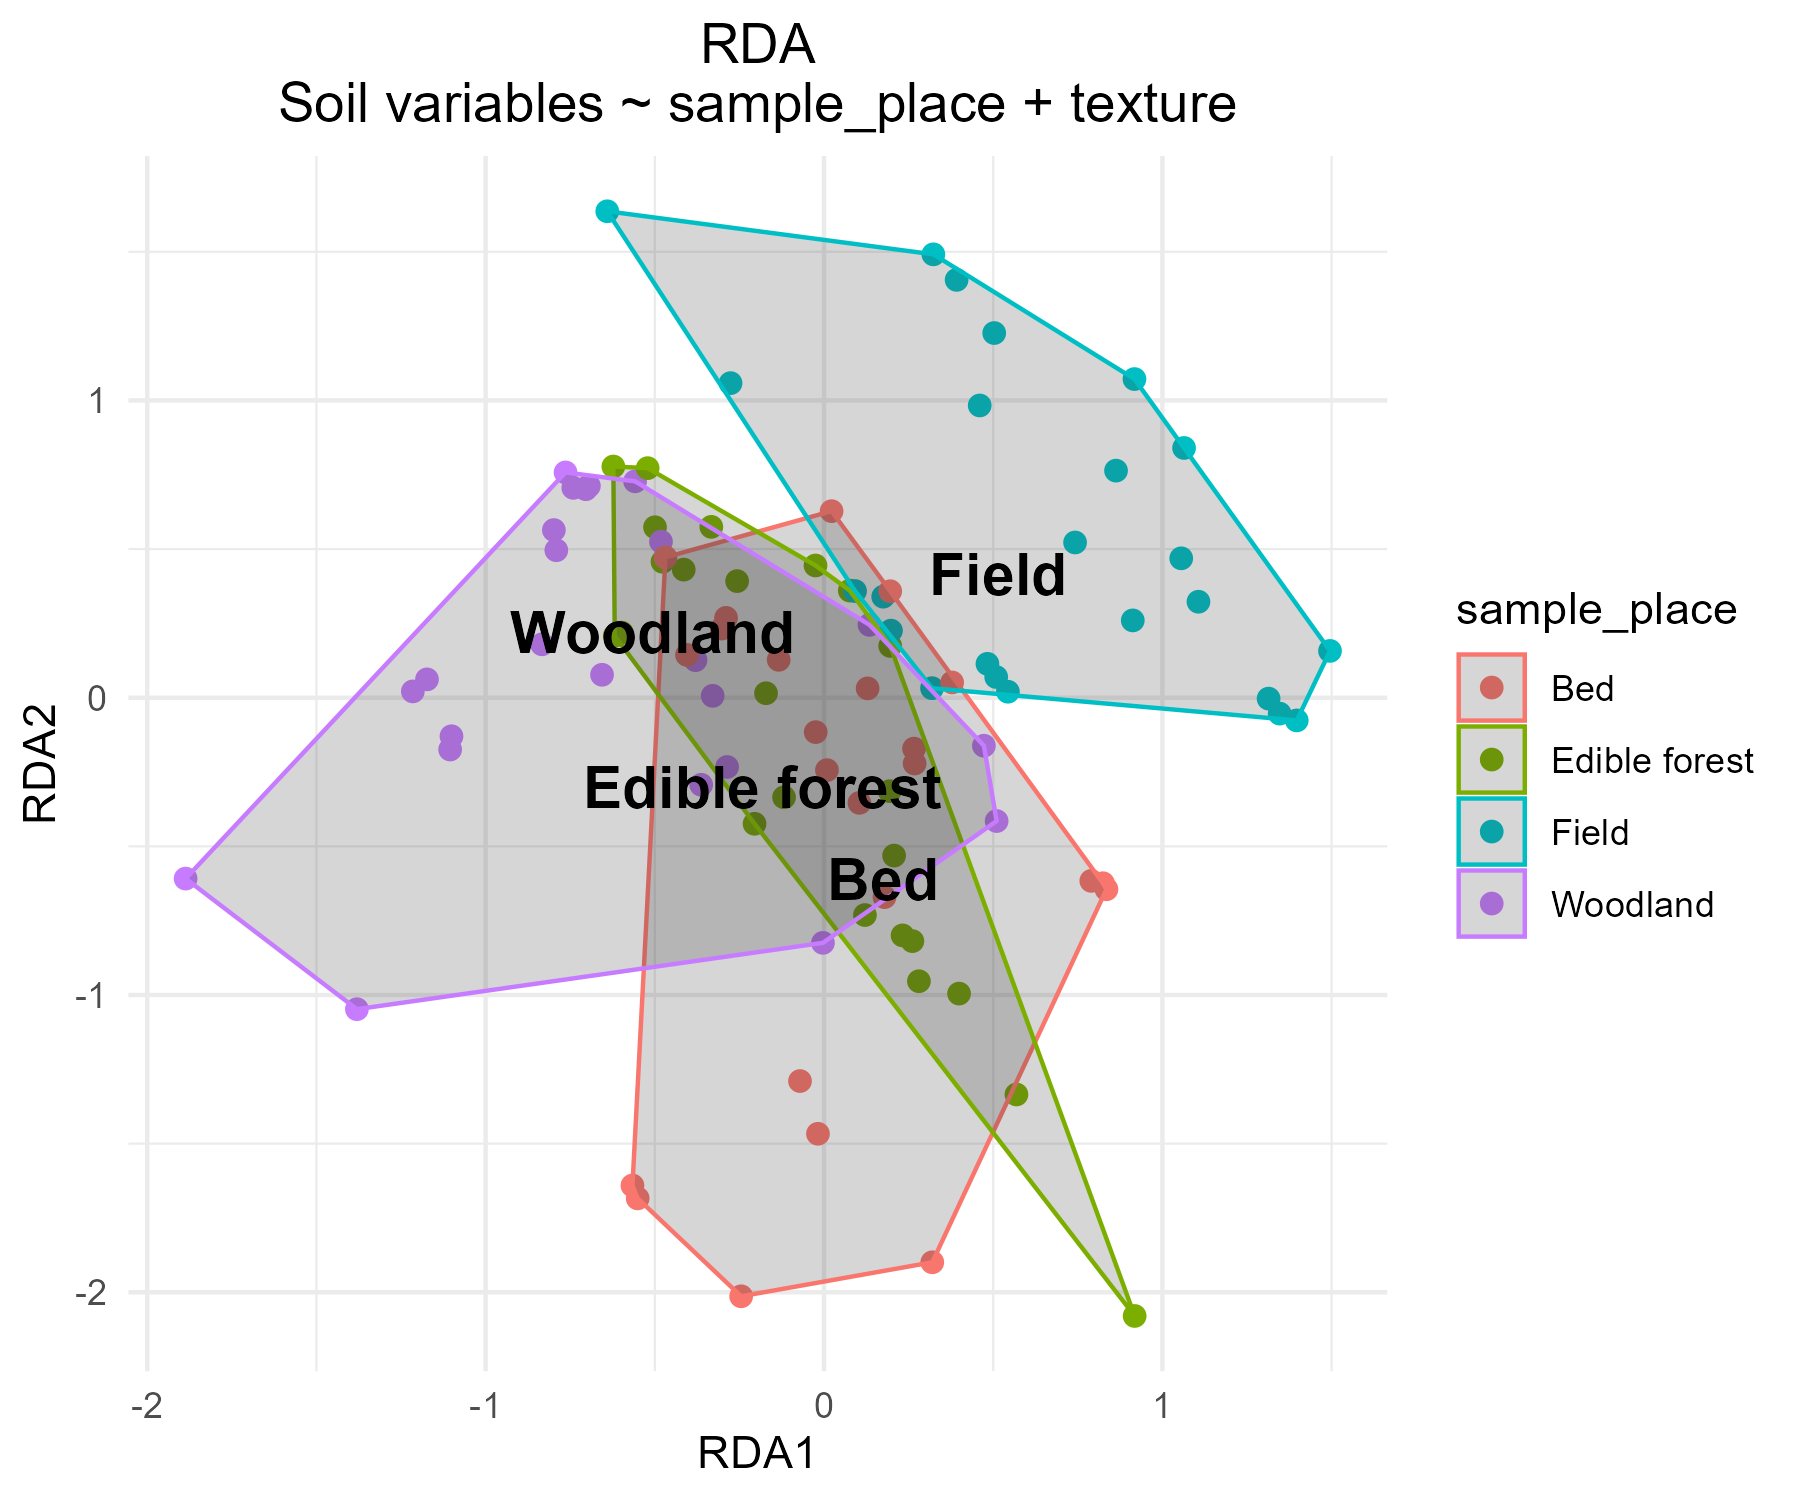 RDA
Soil variables ~ sample_place + texture
RDA2
1
0
-1
-2
Field
Woodland
Edible forest
Bed
-2
-1
0
1
RDA1
sample_place
Bed
Edible forest
Field
Woodland